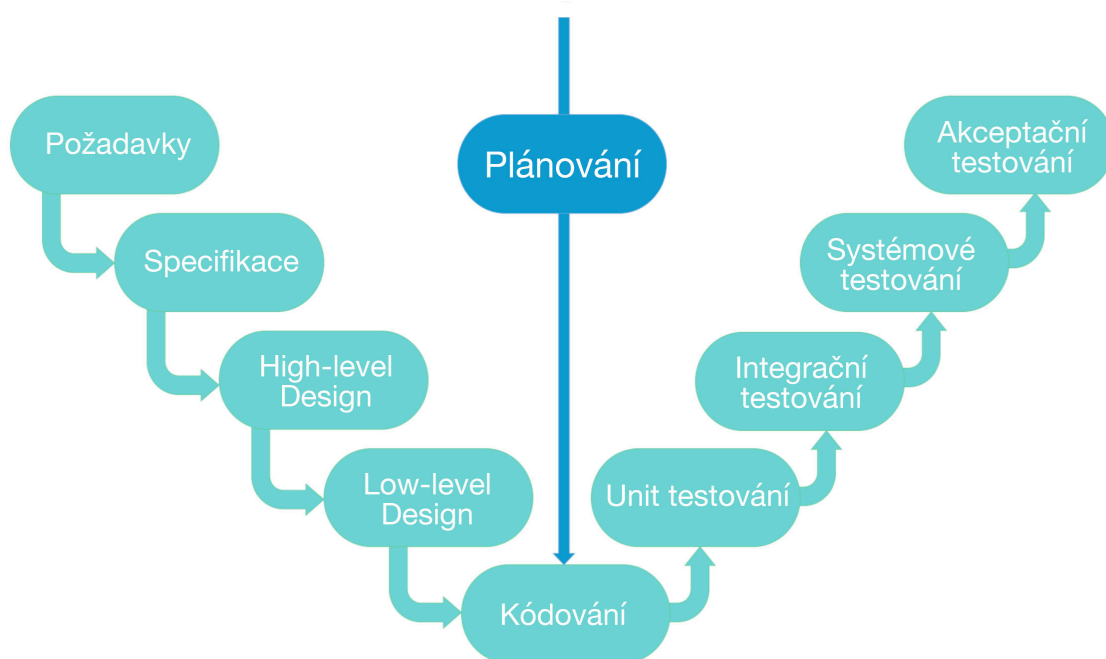 Požadavky
Specifikace
High-level
Design
Low-level
Design
Plánování
Kódování
Unit testování
Integrační
testování
Systémové
testování
Akceptační
testování